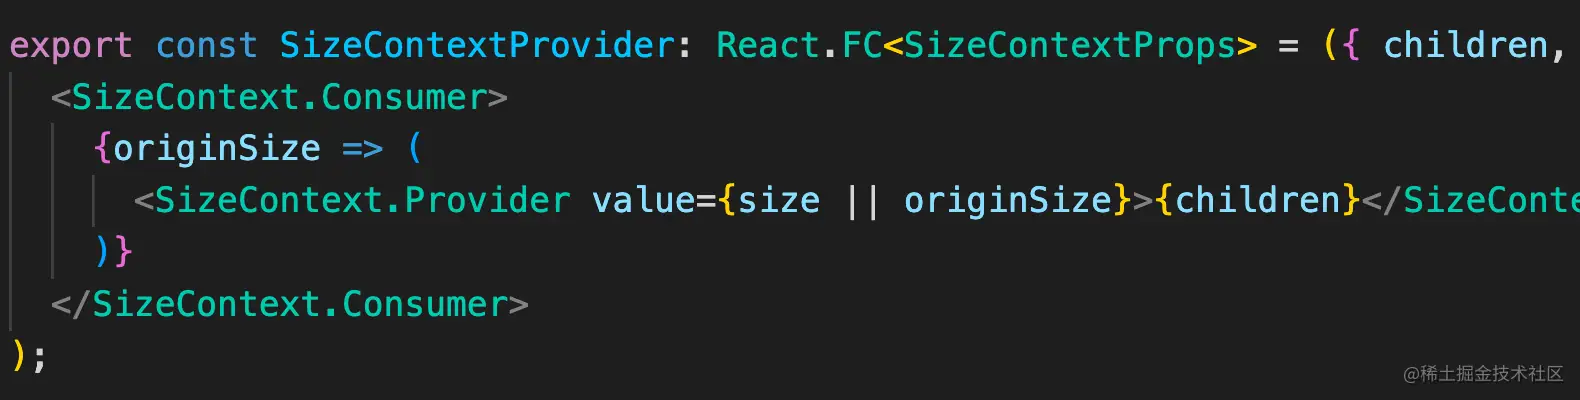 export const SizeContextProvider: React.FC<SizeContextProps> = ({ children,
<SizeContext.Consumer>
{originSize => (
<SizeContext.Provider value={size || originSize}>{children}</SizeConte
)}
</SizeContext.Consumer>
);
@稀土掘金技术社区